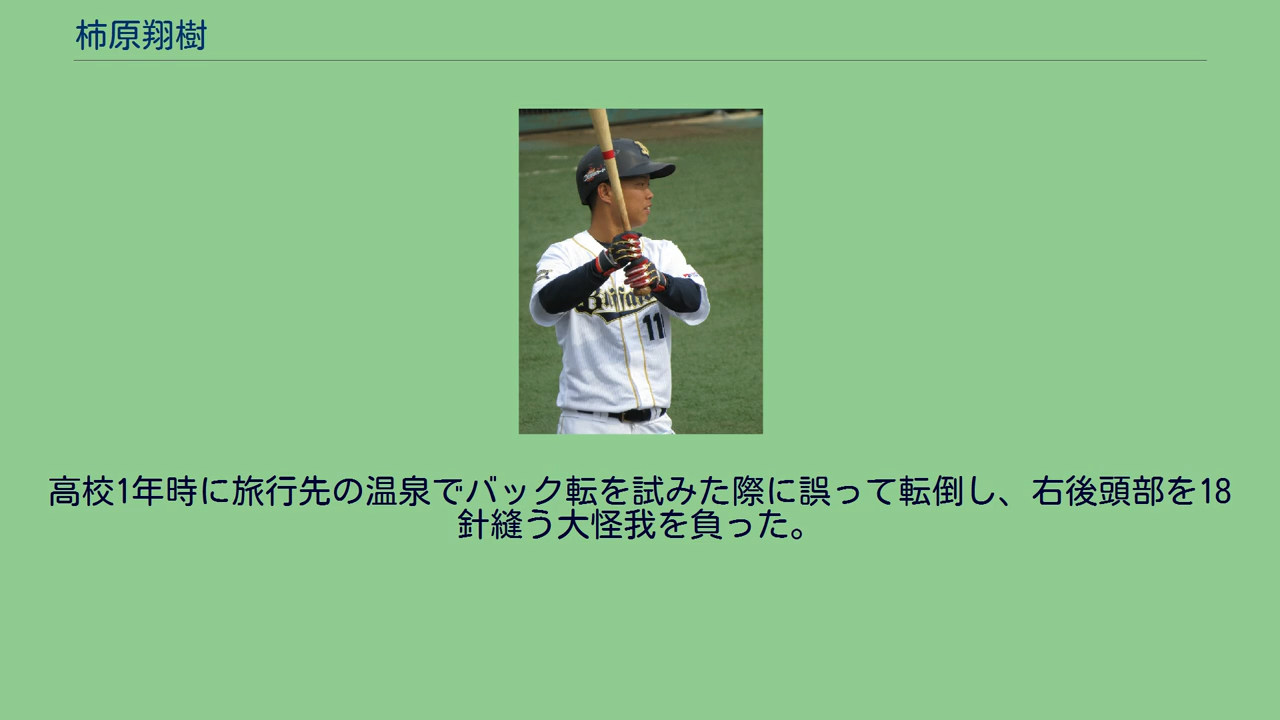 柿原翔樹
高校1年時に旅行先の温泉でバック転を試みた際に誤って転倒し、右後頭部を18
針縫う大怪我を負った。
Buffalo
11